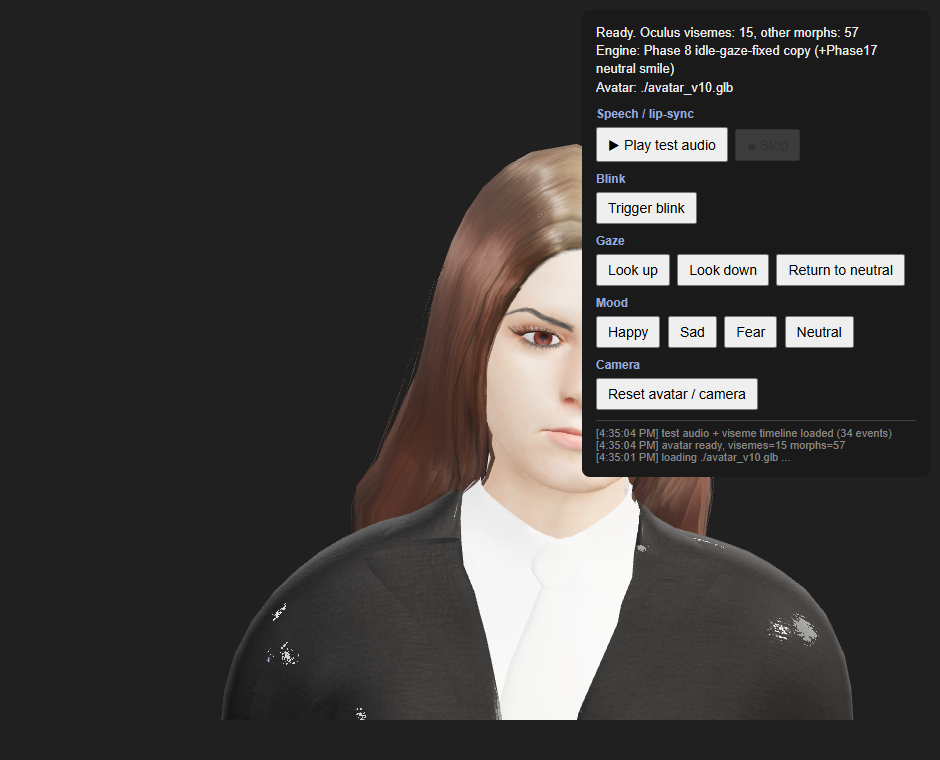 Ready. Oculus visemes: 15, other morphs: 57
Engine: Phase 8 idle-gaze-fixed copy (+Phase17
neutral smile)
Avatar: ./avatar_v10.glb
Speech / lip-sync
▶ Play test audio ■ Stop
Blink
Trigger blink
Gaze
Look up Look down Return to neutral
Mood
Happy Sad Fear Neutral
Camera
Reset avatar / camera
[4:35:04 PM] test audio + viseme timeline loaded (34 events)
[4:35:04 PM] avatar ready, visemes=15 morphs=57
[4:35:01 PM] loading ./avatar_v10.glb ...